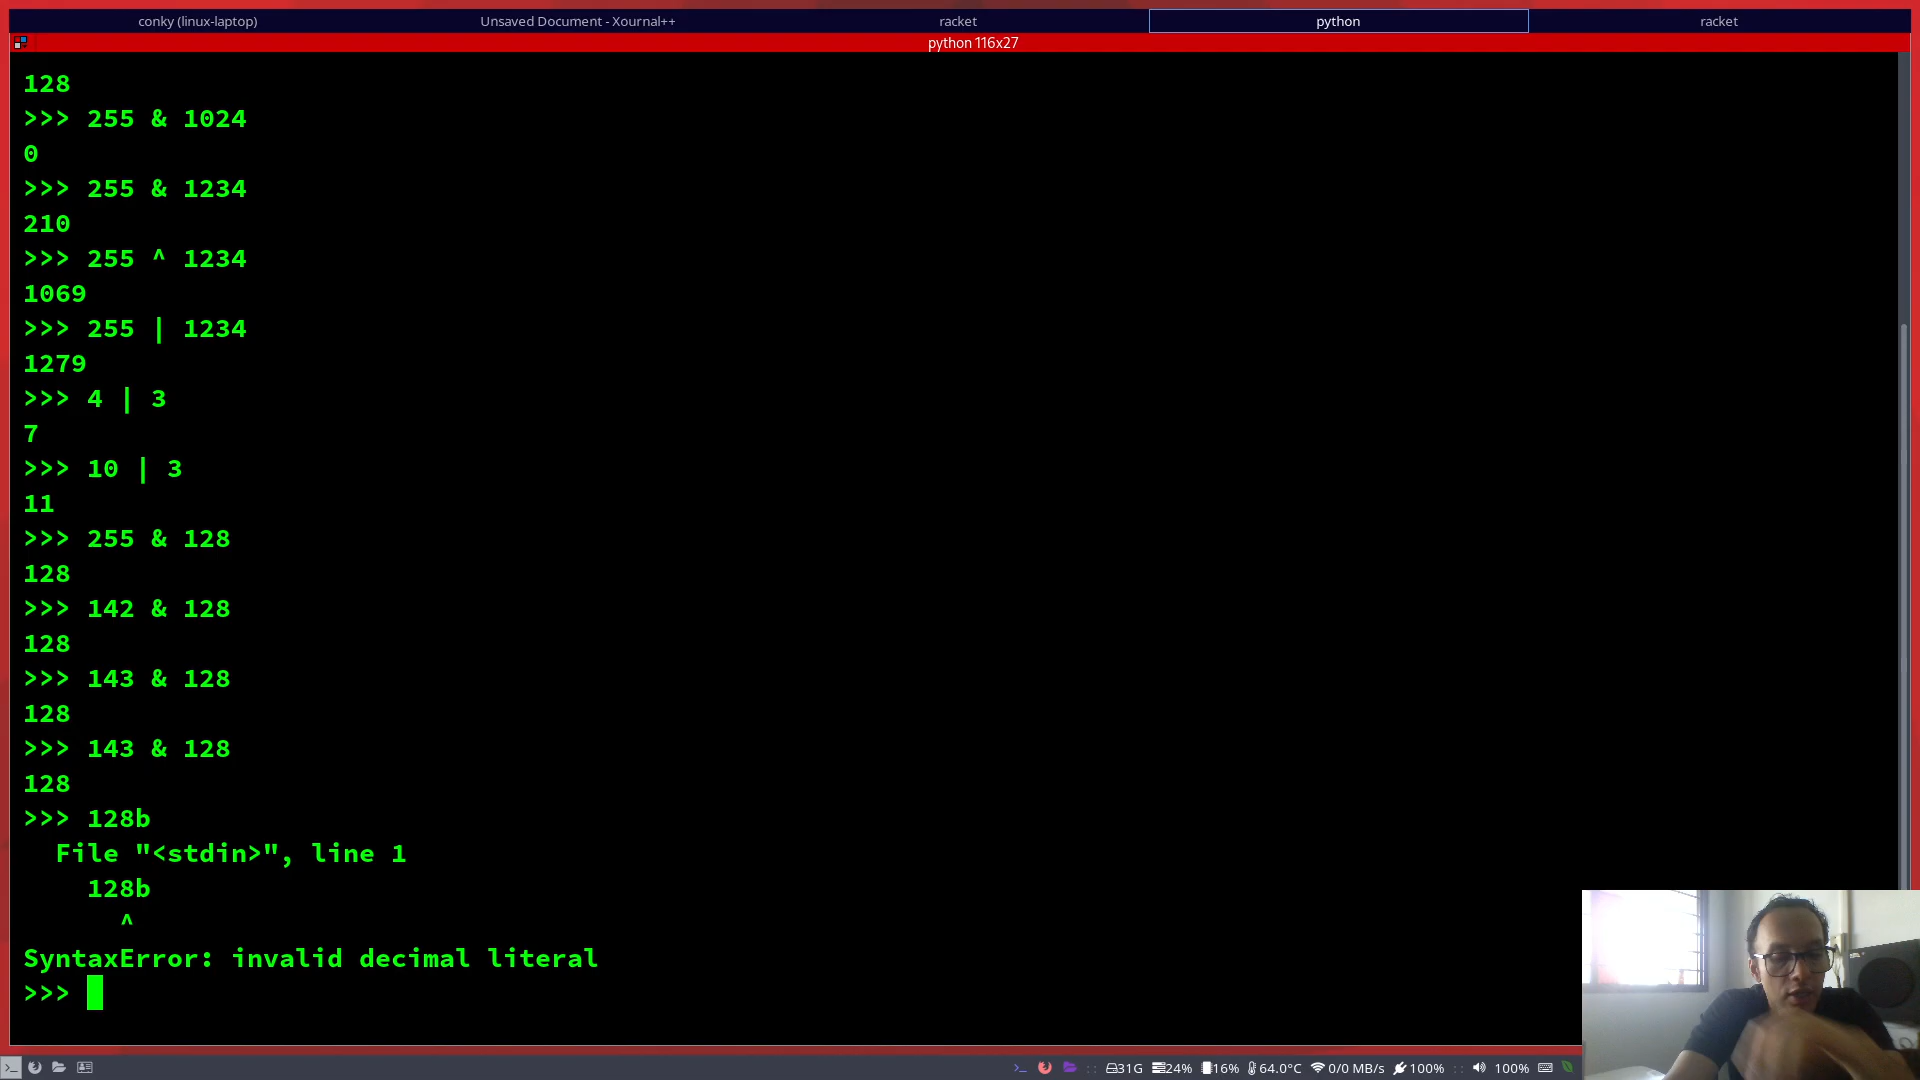 conky (linux-laptop) Unsaved Document - Xournal++ racket python racket
python 116x27
128
>>> 255 & 1024
0
>>> 255 & 1234
210
>>> 255 ^ 1234
1069
>>> 255 | 1234
1279
>>> 4 | 3
7
>>> 10 | 3
11
>>> 255 & 128
128
>>> 142 & 128
128
>>> 143 & 128
128
>>> 143 & 128
128
>>> 128b
  File "<stdin>", line 1
    128b
      ^
SyntaxError: invalid decimal literal
>>>
31G 24% 16% 64.0°C 0/0 MB/s 100% :: 100%